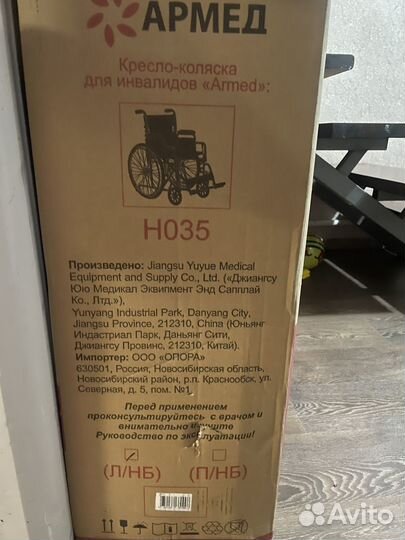 АРМЕД
Кресло-коляска
для инвалидов «Armed»:
H035
Произведено: Jiangsu Yuyue Medical
Equipment and Supply Co., Ltd. («Джиангсу
Юю Медикал Эквипмент Энд Сапплай
Ко., Лтд.»),
Yunyang Industrial Park, Danyang City,
Jiangsu Province, 212310, China (Юньянг
Индастриал Парк, Даньянг Сити,
Джиангсу Провинс, 212310, Китай).
Импортер: ООО «ОПОРА»
630501, Россия, Новосибирская область,
Новосибирский район, р.п. Краснообск, ул.
Северная, д. 5, пом. №1
Перед применением
проконсультируйтесь с врачом и
внимательно изучите
Руководство по эксплуатации!
(Л/НБ) (П/НБ)
Avito